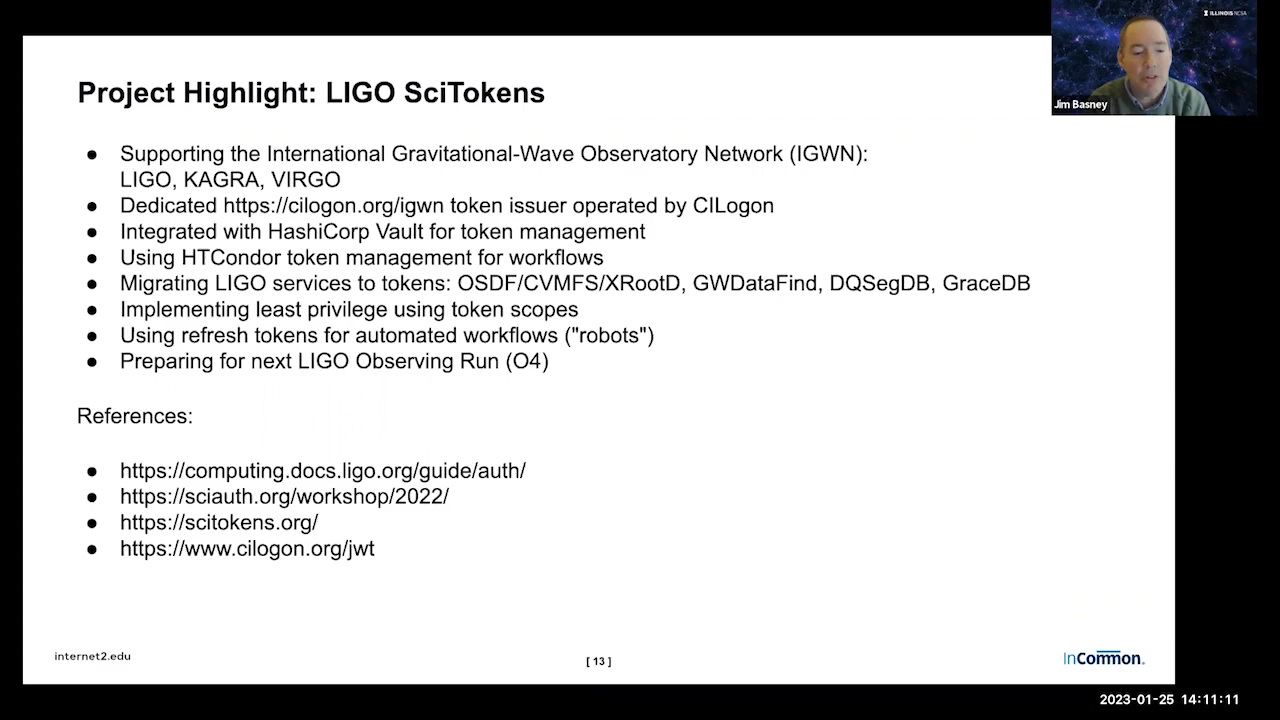 ILLINOIS NCSA
Jim Basney
Project Highlight: LIGO SciTokens
● Supporting the International Gravitational-Wave Observatory Network (IGWN):
LIGO, KAGRA, VIRGO
● Dedicated https://cilogon.org/igwn token issuer operated by CILogon
● Integrated with HashiCorp Vault for token management
● Using HTCondor token management for workflows
● Migrating LIGO services to tokens: OSDF/CVMFS/XRootD, GWDataFind, DQSegDB, GraceDB
● Implementing least privilege using token scopes
● Using refresh tokens for automated workflows ("robots")
● Preparing for next LIGO Observing Run (O4)
References:
● https://computing.docs.ligo.org/guide/auth/
● https://sciauth.org/workshop/2022/
● https://scitokens.org/
● https://www.cilogon.org/jwt
internet2.edu
[ 13 ]
InCommon.
2023-01-25 14:11:11